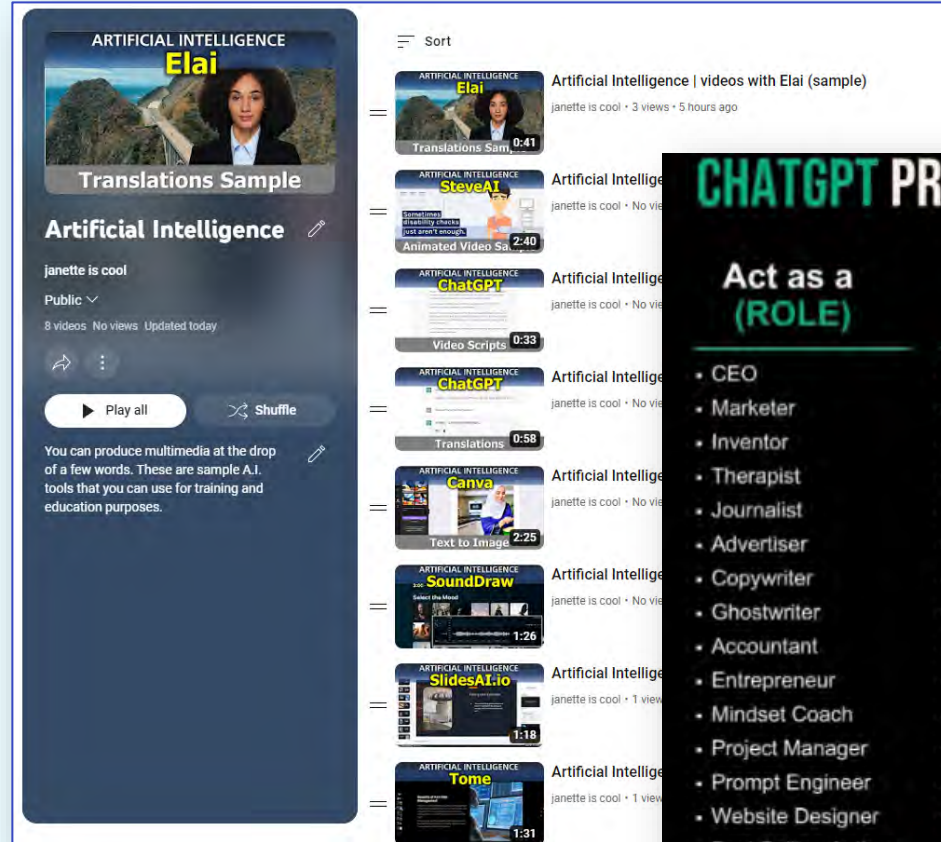 ARTIFICIAL INTELLIGENCE
Elai
Translations Sample
Artificial Intelligence
janette is cool
Public
8 videos No views Updated today
Play all
Shuffle
You can produce multimedia at the drop
of a few words. These are sample A.I.
tools that you can use for training and
education purposes.
Sort
ARTIFICIAL INTELLIGENCE
Elai
Translations Sam
0:41
Artificial Intelligence | videos with Elai (sample)
janette is cool • 3 views • 5 hours ago
ARTIFICIAL INTELLIGENCE
SteveAI
Sometimes
disability checks
just aren't enough.
Animated Video Sa
2:40
Artificial Intellige
janette is cool • No vie
ARTIFICIAL INTELLIGENCE
ChatGPT
Video Scripts
0:33
Artificial Intellige
janette is cool • No vie
ARTIFICIAL INTELLIGENCE
ChatGPT
Translations
0:58
Artificial Intellige
janette is cool • No vie
ARTIFICIAL INTELLIGENCE
Canva
Text to Image
2:25
Artificial Intellige
janette is cool • No vie
ARTIFICIAL INTELLIGENCE
SoundDraw
Select the Mood
1:26
Artificial Intellige
janette is cool • No vie
ARTIFICIAL INTELLIGENCE
SlidesAI.io
1:18
Artificial Intellige
janette is cool • 1 view
ARTIFICIAL INTELLIGENCE
Tome
1:31
Artificial Intellige
janette is cool • 1 view
CHATGPT PR
Act as a
(ROLE)
• CEO
• Marketer
• Inventor
• Therapist
• Journalist
• Advertiser
• Copywriter
• Ghostwriter
• Accountant
• Entrepreneur
• Mindset Coach
• Project Manager
• Prompt Engineer
• Website Designer